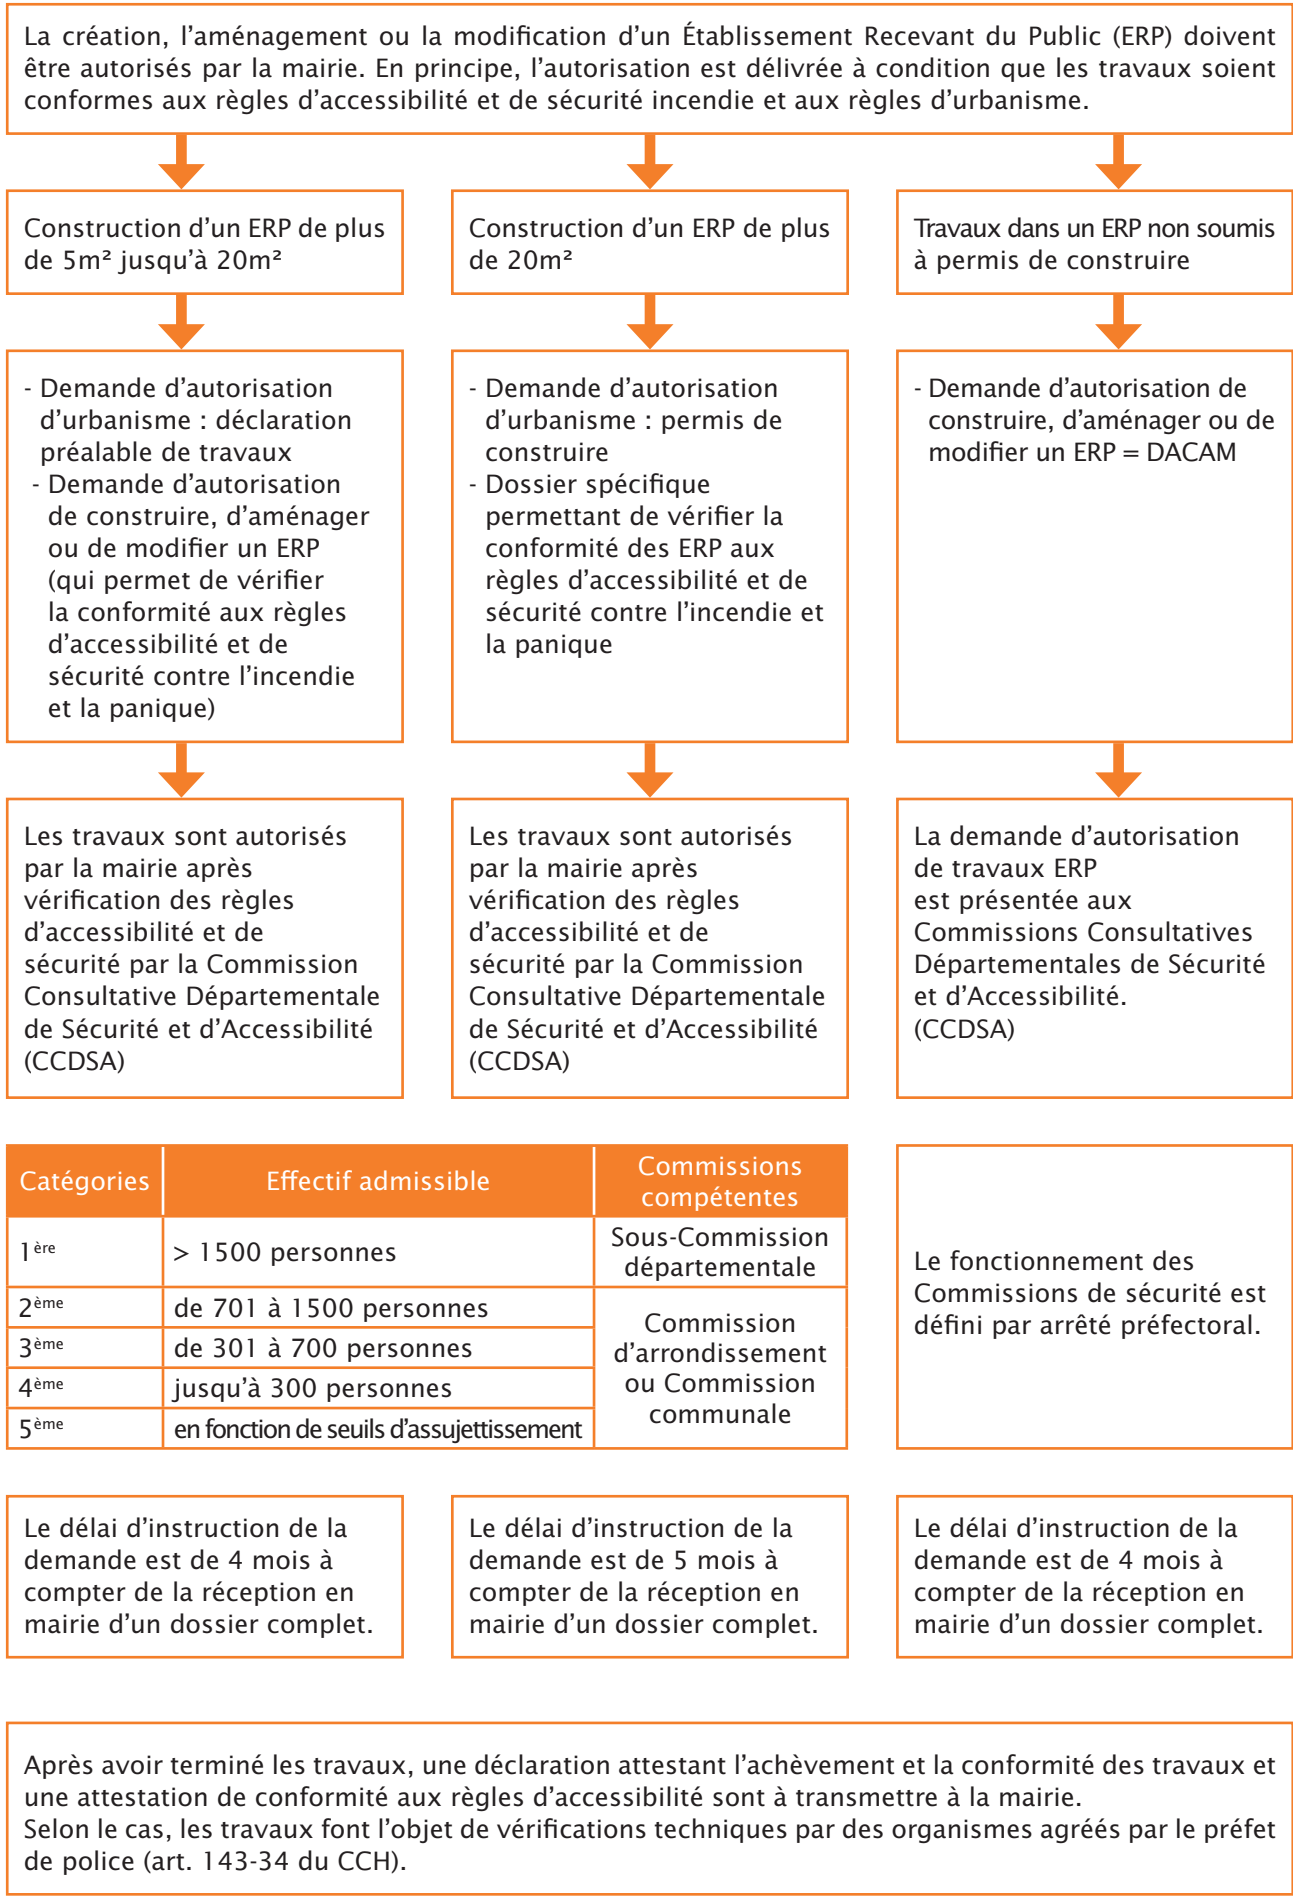 La création, l’aménagement ou la modification d’un Établissement Recevant du Public (ERP) doivent
être autorisés par la mairie. En principe, l’autorisation est délivrée à condition que les travaux soient
conformes aux règles d’accessibilité et de sécurité incendie et aux règles d’urbanisme.
Construction d’un ERP de plus
de 5m² jusqu’à 20m²
Construction d’un ERP de plus
de 20m²
Travaux dans un ERP non soumis
à permis de construire
- Demande d’autorisation
d’urbanisme : déclaration
préalable de travaux
- Demande d’autorisation
de construire, d’aménager
ou de modifier un ERP
(qui permet de vérifier
la conformité aux règles
d’accessibilité et de
sécurité contre l’incendie
et la panique)
- Demande d’autorisation
d’urbanisme : permis de
construire
- Dossier spécifique
permettant de vérifier la
conformité des ERP aux
règles d’accessibilité et de
sécurité contre l’incendie et
la panique
- Demande d’autorisation de
construire, d’aménager ou de
modifier un ERP = DACAM
Les travaux sont autorisés
par la mairie après
vérification des règles
d’accessibilité et de
sécurité par la Commission
Consultative Départementale
de Sécurité et d’Accessibilité
(CCDSA)
Les travaux sont autorisés
par la mairie après
vérification des règles
d’accessibilité et de
sécurité par la Commission
Consultative Départementale
de Sécurité et d’Accessibilité
(CCDSA)
La demande d’autorisation
de travaux ERP
est présentée aux
Commissions Consultatives
Départementales de Sécurité
et d’Accessibilité.
(CCDSA)
Catégories Effectif admissible Commissions
compétentes
1ère > 1500 personnes Sous-Commission
départementale
2ème de 701 à 1500 personnes
3ème de 301 à 700 personnes
4ème jusqu’à 300 personnes
5ème en fonction de seuils d’assujettissement
Commission
d’arrondissement
ou Commission
communale
Le fonctionnement des
Commissions de sécurité est
défini par arrêté préfectoral.
Le délai d’instruction de la
demande est de 4 mois à
compter de la réception en
mairie d’un dossier complet.
Le délai d’instruction de la
demande est de 5 mois à
compter de la réception en
mairie d’un dossier complet.
Le délai d’instruction de la
demande est de 4 mois à
compter de la réception en
mairie d’un dossier complet.
Après avoir terminé les travaux, une déclaration attestant l’achèvement et la conformité des travaux et
une attestation de conformité aux règles d’accessibilité sont à transmettre à la mairie.
Selon le cas, les travaux font l’objet de vérifications techniques par des organismes agréés par le préfet
de police (art. 143-34 du CCH).